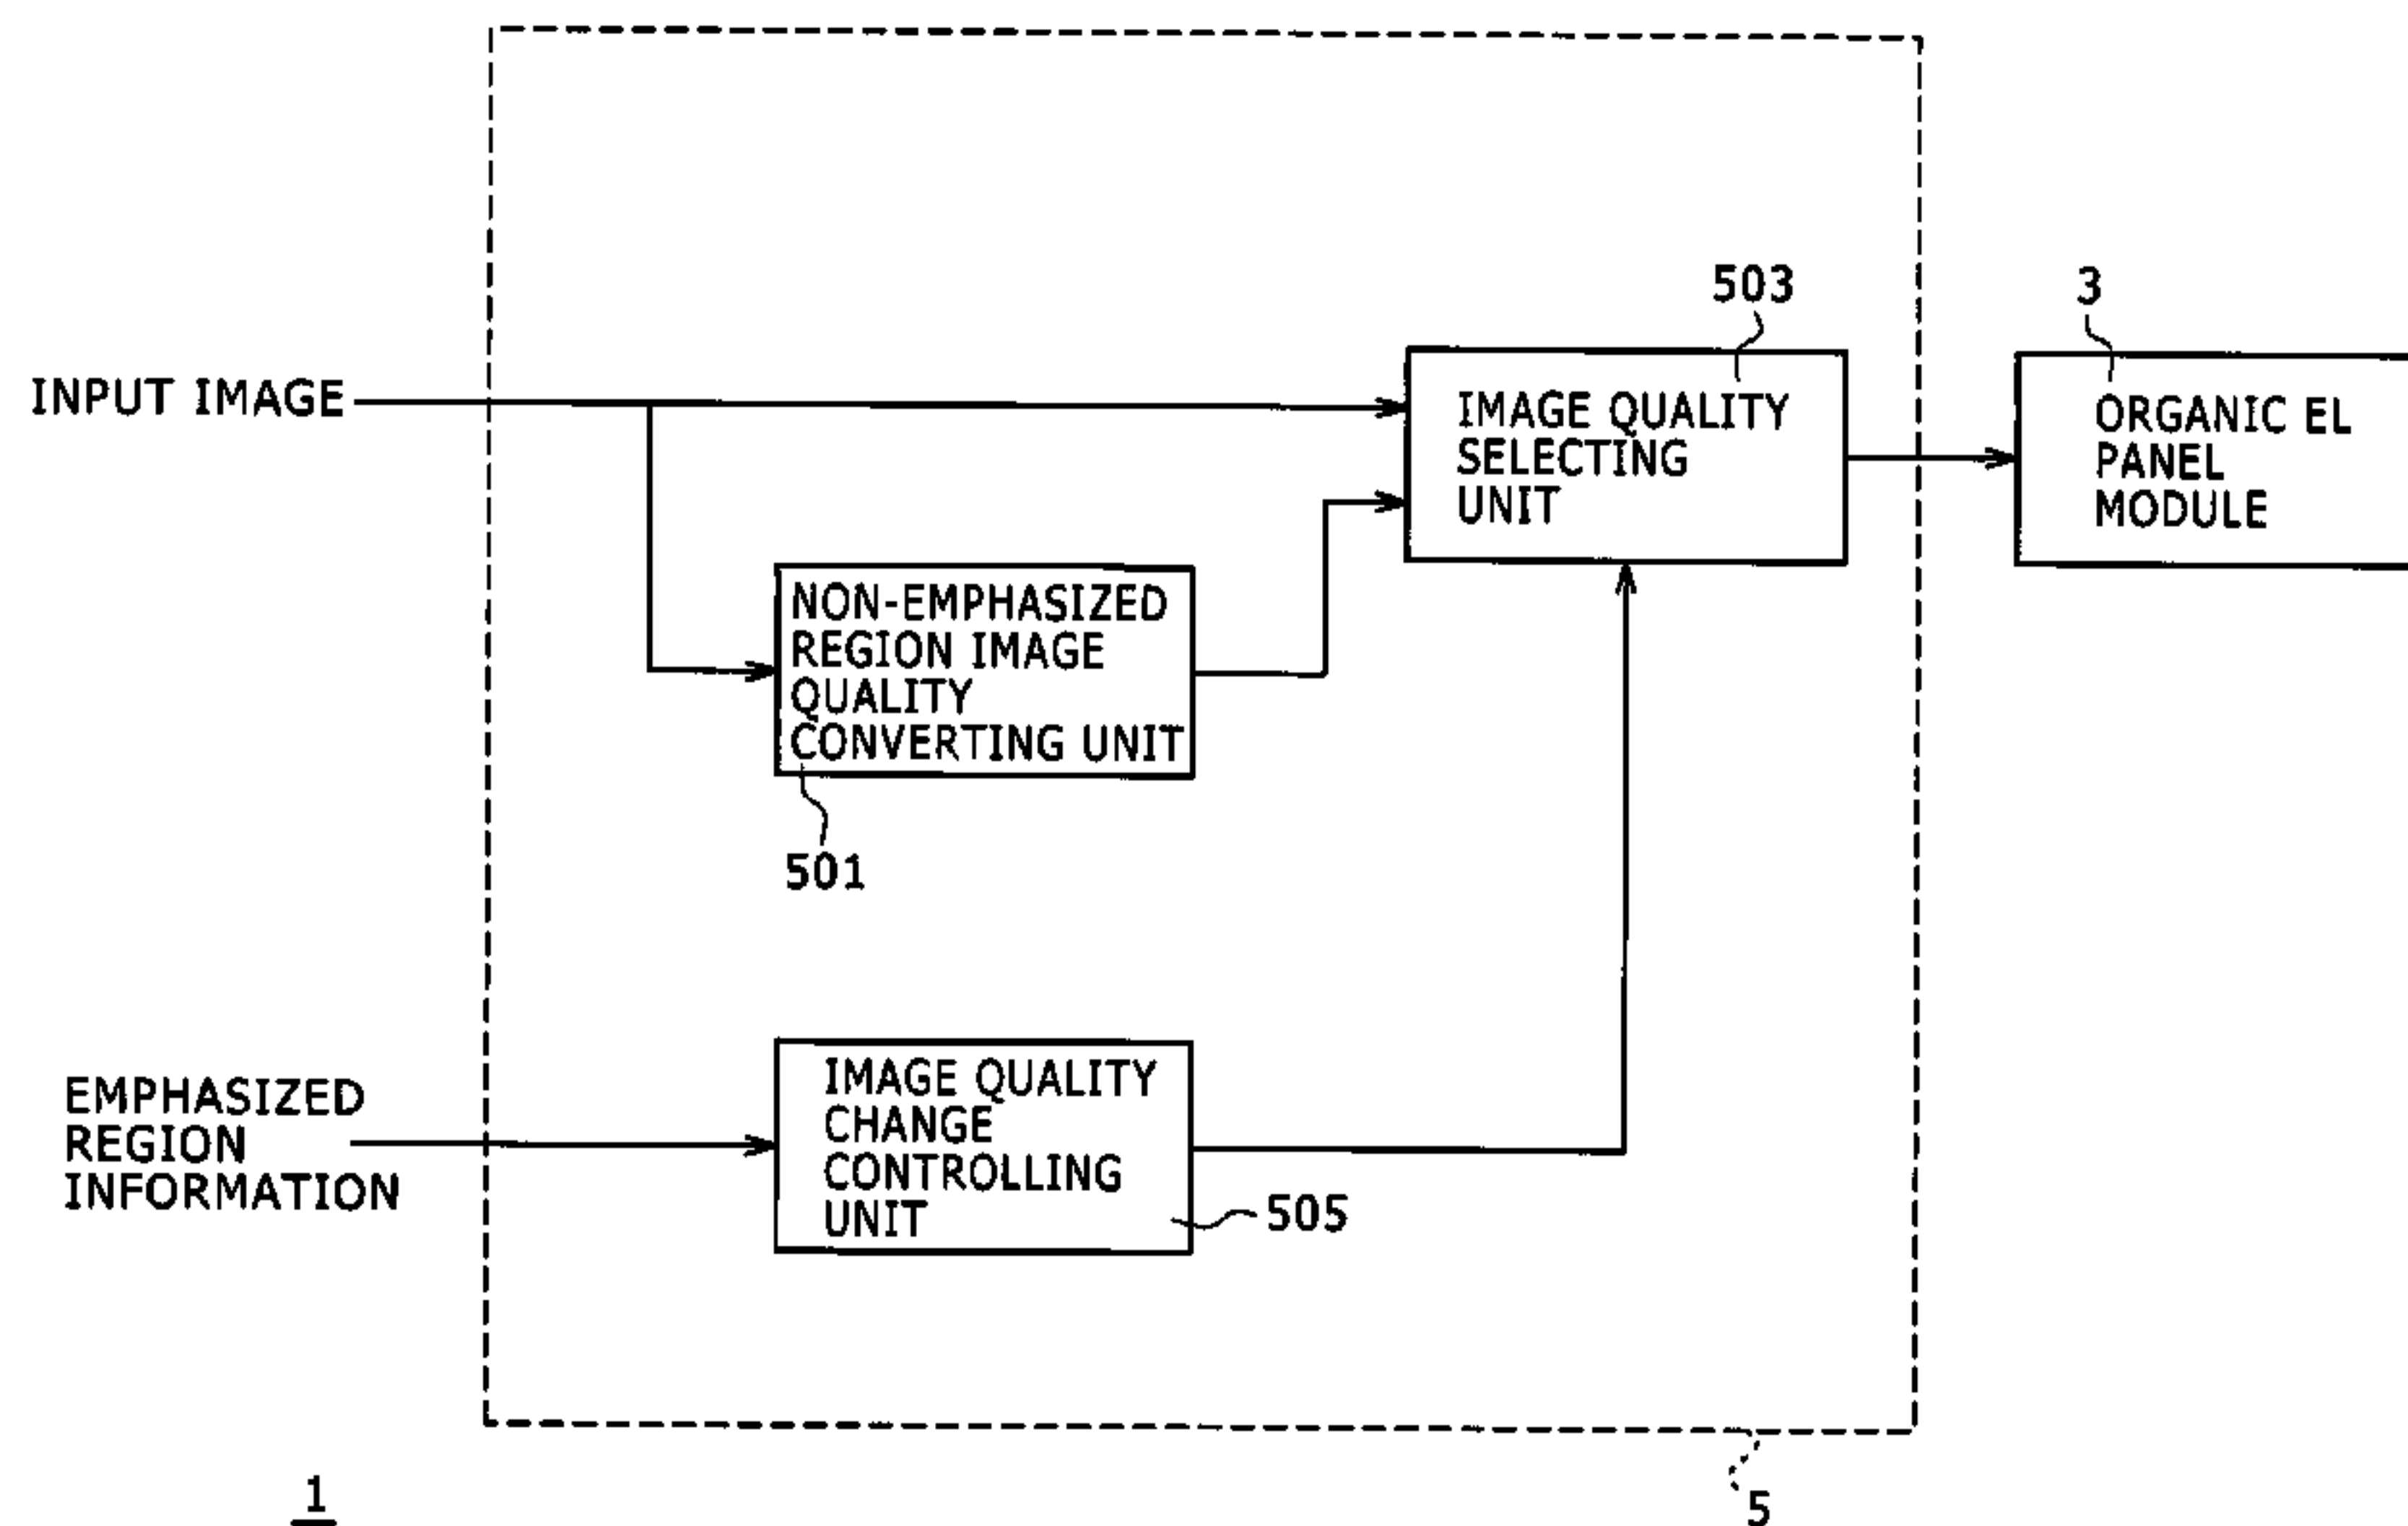 503
3
INPUT IMAGE
IMAGE QUALITY
SELECTING
UNIT
ORGANIC EL
PANEL
MODULE
NON-EMPHASIZED
REGION IMAGE
QUALITY
CONVERTING UNIT
501
EMPHASIZED
REGION
INFORMATION
IMAGE QUALITY
CHANGE
CONTROLLING
UNIT
505
1
5